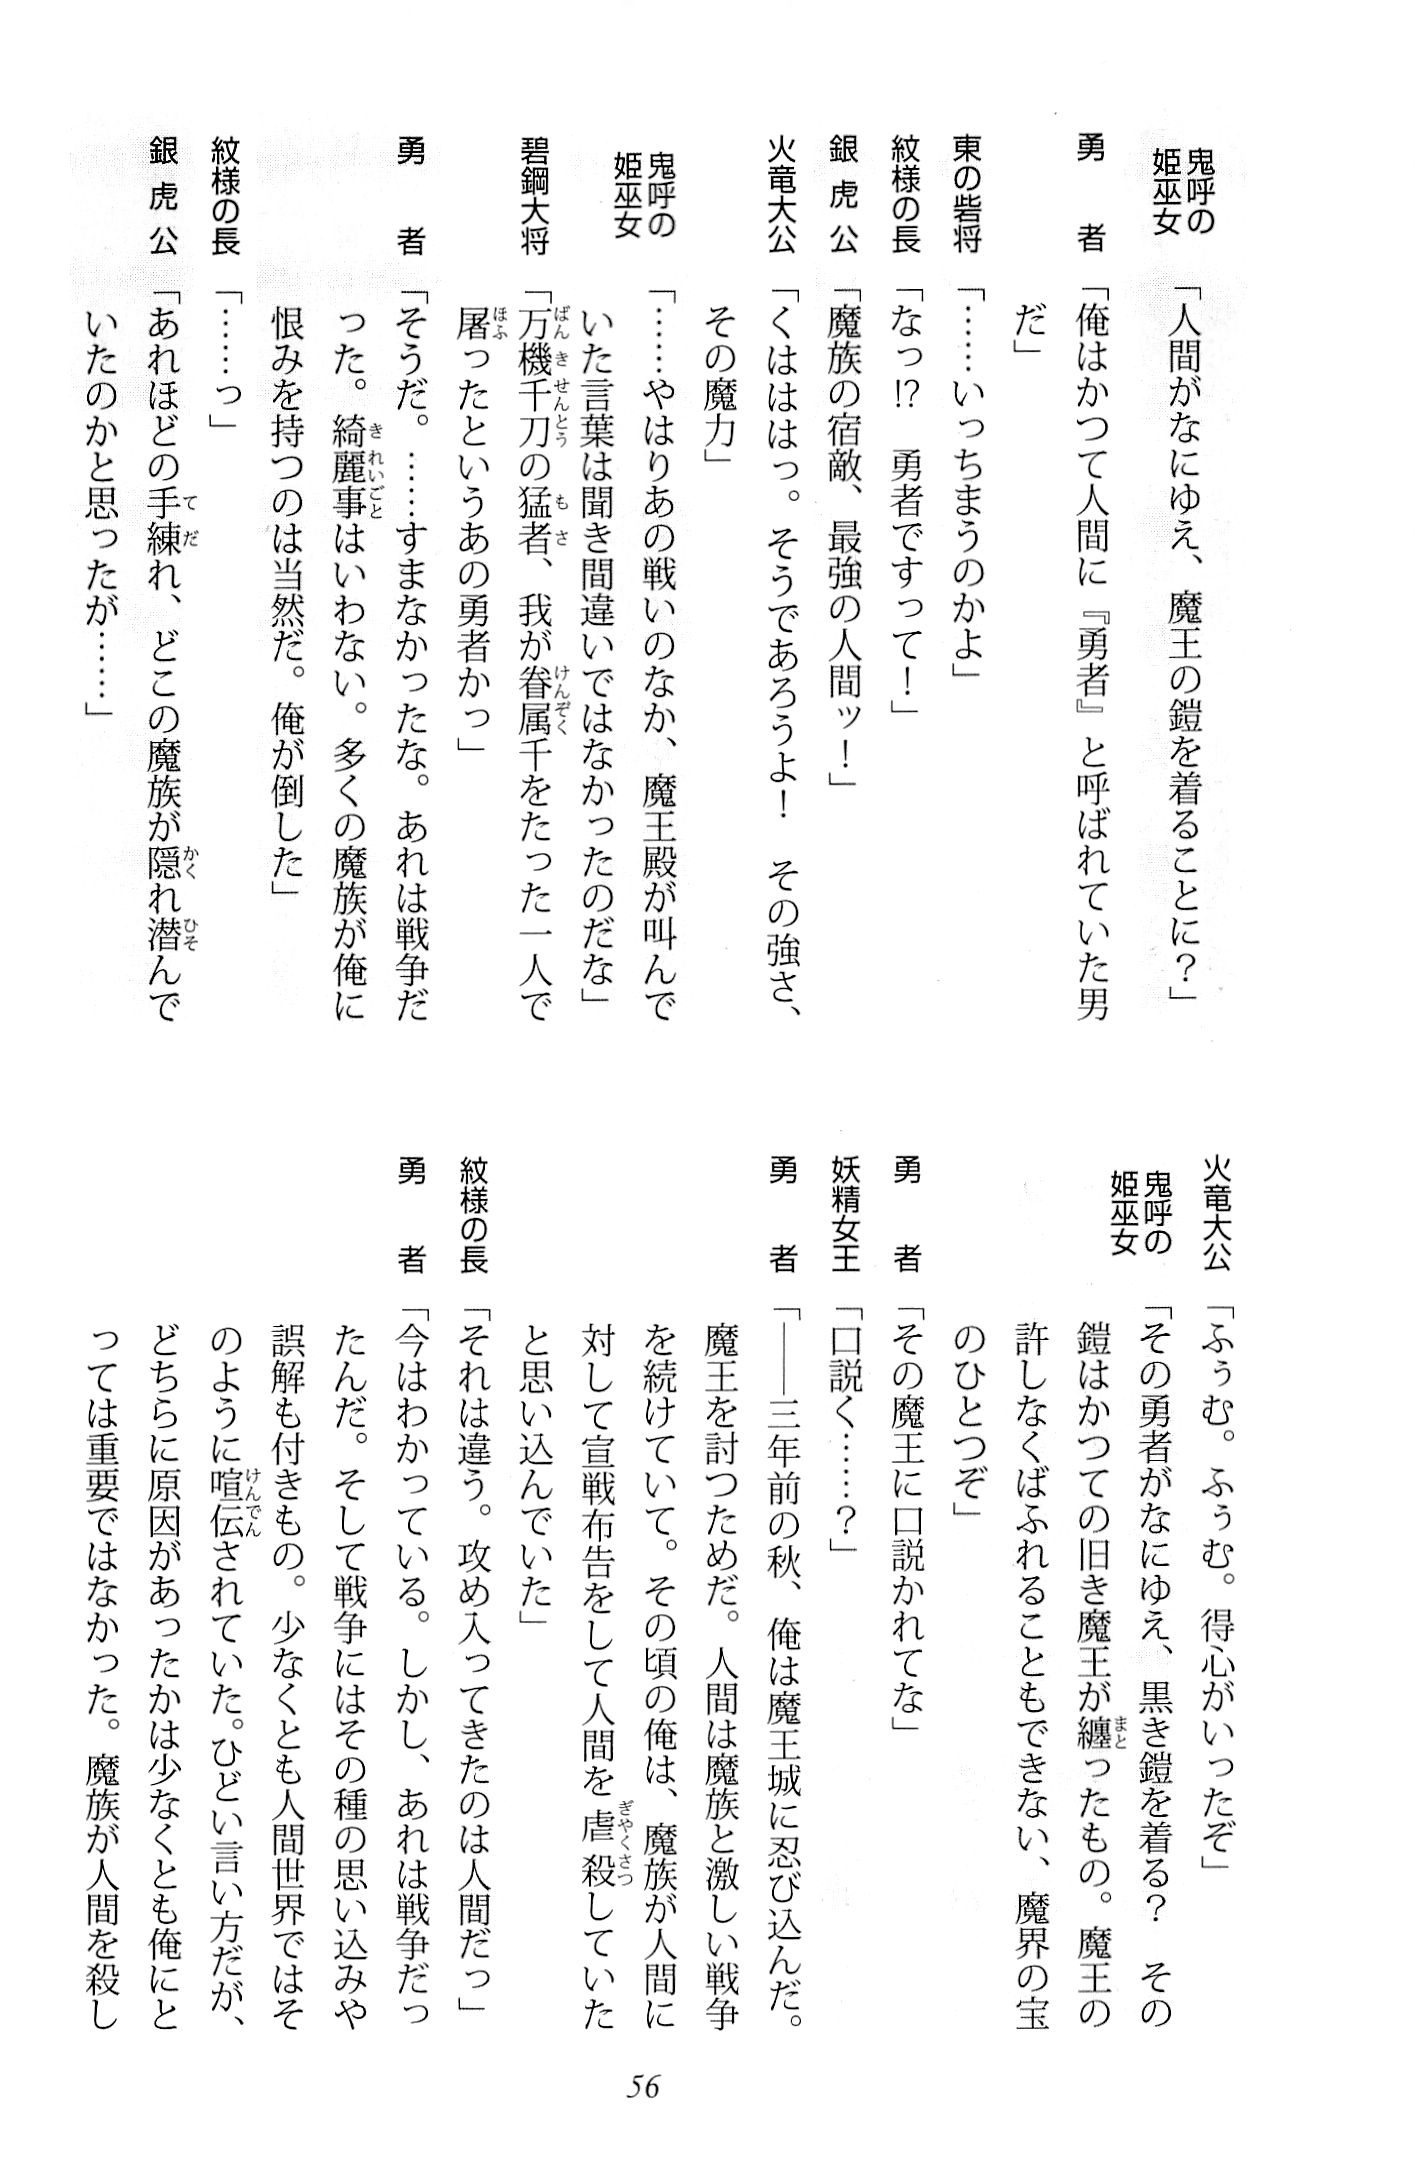 鬼呼の姫巫女「人間がなにゆえ、魔王の鎧を着ることに？」
勇者「俺はかつて人間に『勇者』と呼ばれていた男
だ」
東の砦将「……いっちまうのかよ」
紋様の長「なっ!?　勇者ですって！」
銀虎公「魔族の宿敵、最強の人間ッ！」
火竜大公「くはははっ。そうであろうよ！　その強さ、
その魔力」
鬼呼の姫巫女「……やはりあの戦いのなか、魔王殿が叫んで
いた言葉は聞き間違いではなかったのだな」
碧鋼大将「万機千刀の猛者、我が眷属千をたった一人で
屠ったというあの勇者かっ」
勇者「そうだ。……すまなかったな。あれは戦争だ
った。綺麗事はいわない。多くの魔族が俺に
恨みを持つのは当然だ。俺が倒した」
紋様の長「……っ」
銀虎公「あれほどの手練れ、どこの魔族が隠れ潜んで
いたのかと思ったが……」
火竜大公「ふぅむ。ふぅむ。得心がいったぞ」
鬼呼の姫巫女「その勇者がなにゆえ、黒き鎧を着る？　その
鎧はかつての旧き魔王が纏ったもの。魔王の
許しなくばふれることもできない、魔界の宝
のひとつぞ」
勇者「その魔王に口説かれてな」
妖精女王「口説く……？」
勇者「――三年前の秋、俺は魔王城に忍び込んだ。
魔王を討つためだ。人間は魔族と激しい戦争
を続けていて。その頃の俺は、魔族が人間に
対して宣戦布告をして人間を虐殺していた
と思い込んでいた」
紋様の長「それは違う。攻め入ってきたのは人間だっ」
勇者「今はわかっている。しかし、あれは戦争だっ
たんだ。そして戦争にはその種の思い込みや
誤解も付きもの。少なくとも人間世界ではそ
のように喧伝されていた。ひどい言い方だが、
どちらに原因があったかは少なくとも俺にと
っては重要ではなかった。魔族が人間を殺し
56